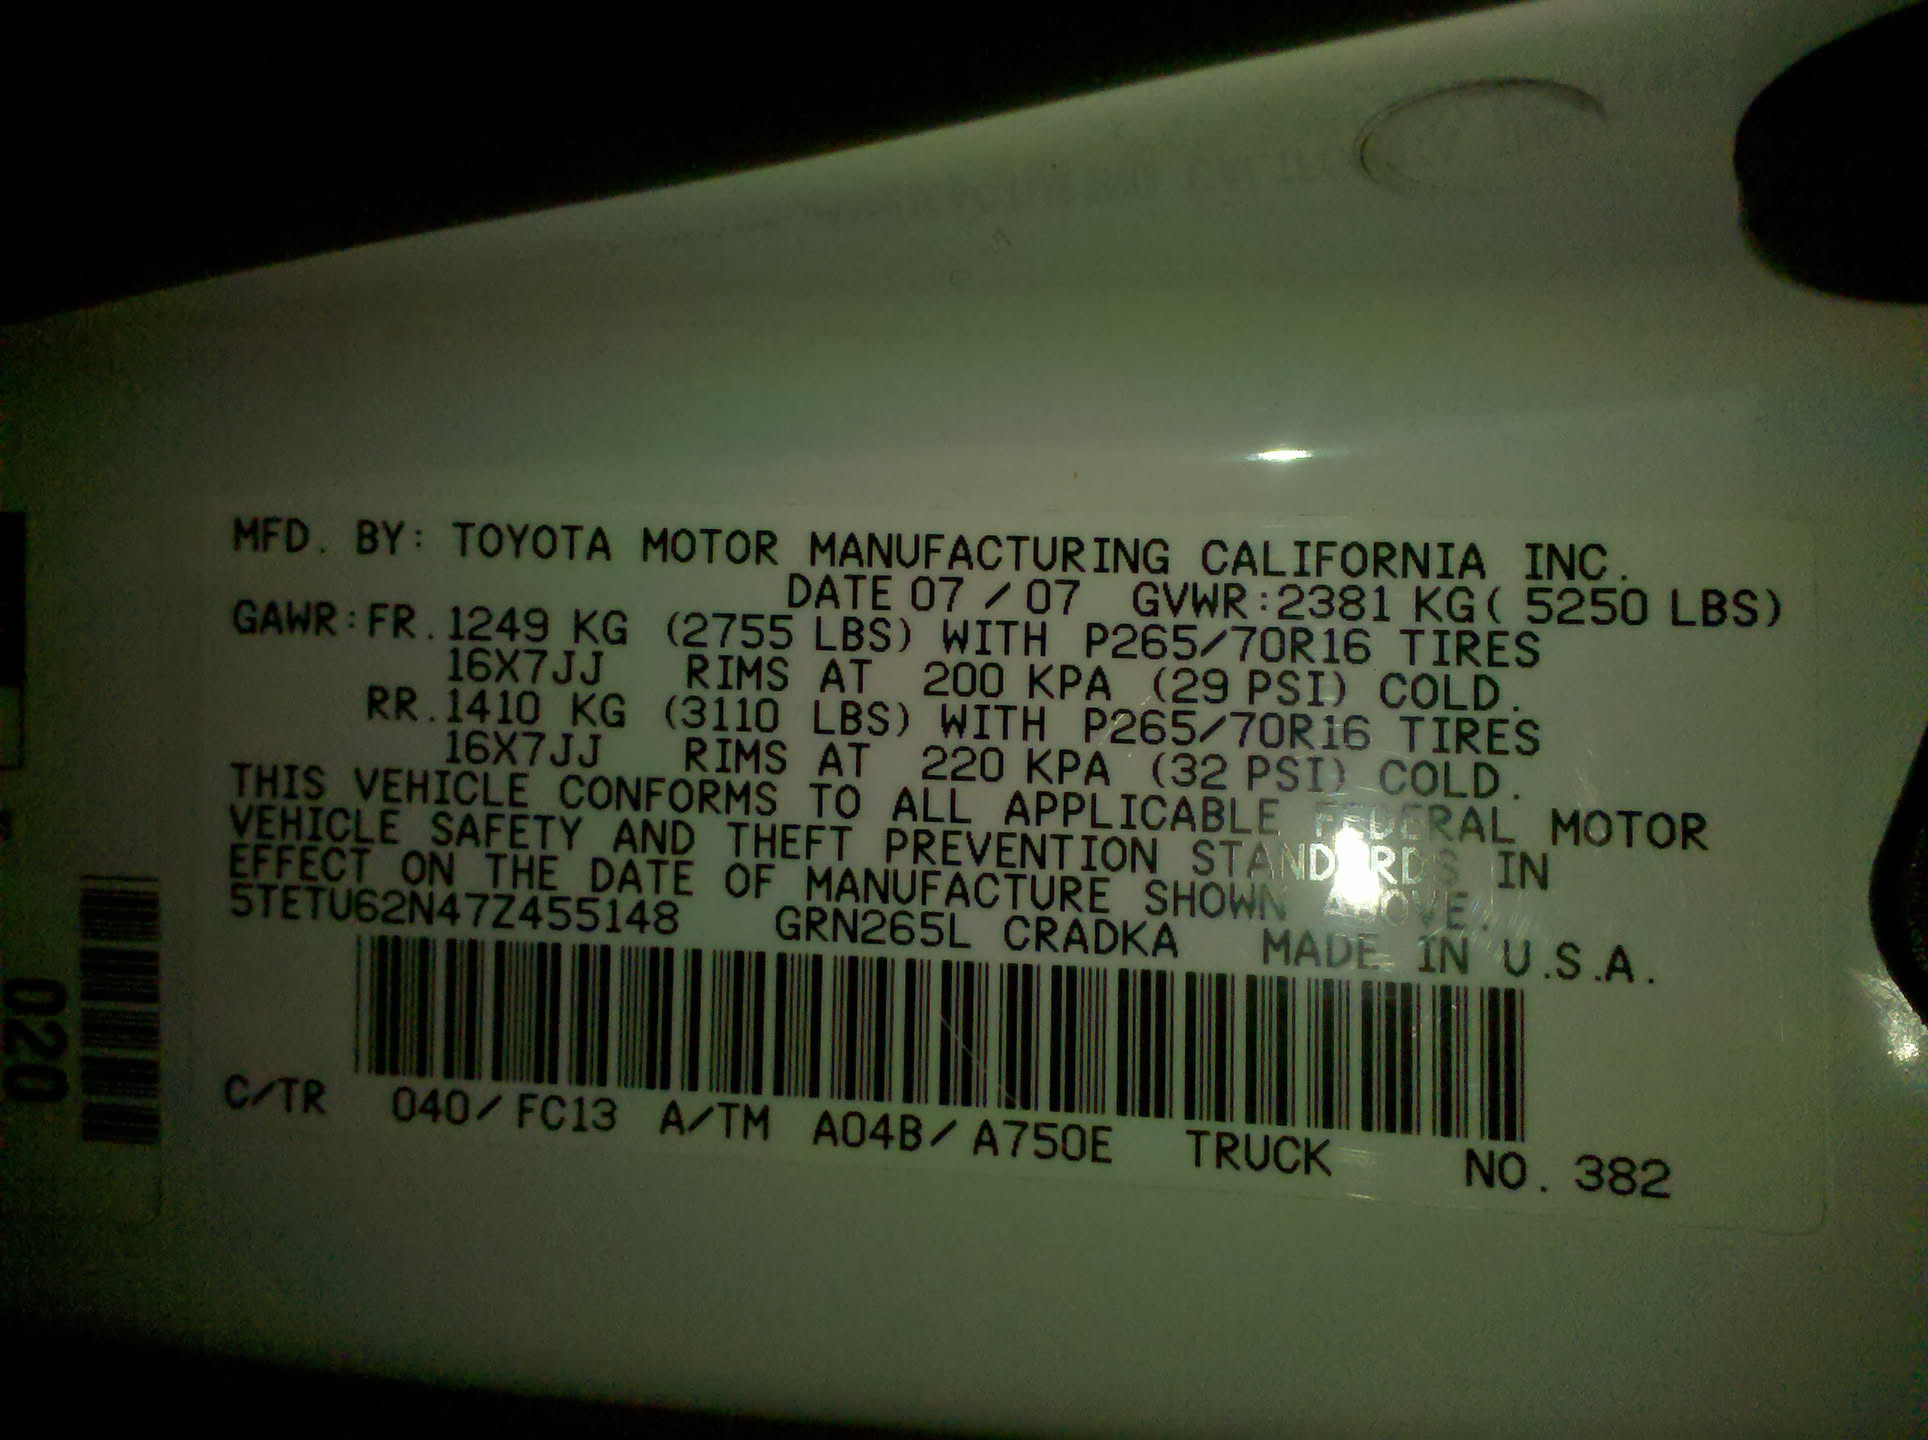 MFD. BY: TOYOTA MOTOR MANUFACTURING CALIFORNIA INC.
DATE 07 / 07 GVWR:2381 KG( 5250 LBS)
GAWR:FR.1249 KG (2755 LBS) WITH P265/70R16 TIRES
16X7JJ RIMS AT 200 KPA (29 PSI) COLD.
RR.1410 KG (3110 LBS) WITH P265/70R16 TIRES
16X7JJ RIMS AT 220 KPA (32 PSI) COLD.
THIS VEHICLE CONFORMS TO ALL APPLICABLE FEDERAL MOTOR
VEHICLE SAFETY AND THEFT PREVENTION STANDARDS IN
EFFECT ON THE DATE OF MANUFACTURE SHOWN ABOVE.
5TETU62N47Z455148 GRN265L CRADKA MADE IN U.S.A.
C/TR 040/FC13 A/TM A04B/A750E TRUCK NO. 382
020